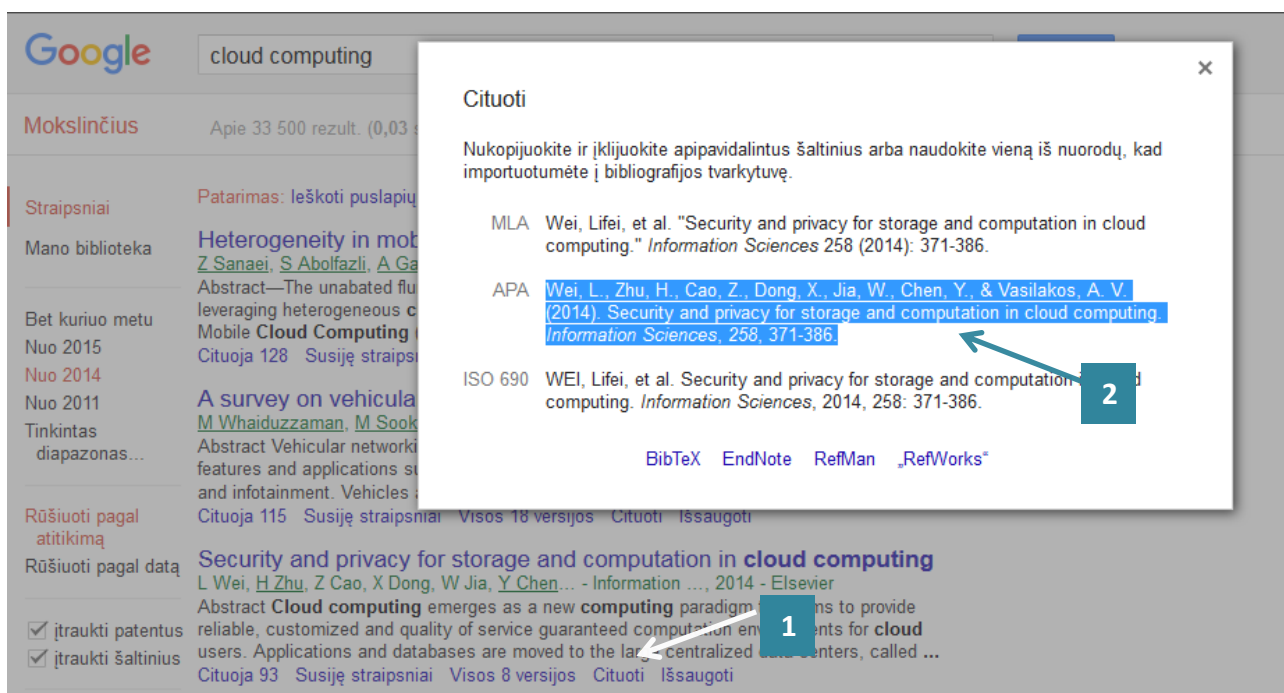 Google
cloud computing
Mokslinčius
Apie 33 500 rezult. (0,03
Straipsniai
Mano biblioteka
Bet kuriuo metu
Nuo 2015
Nuo 2014
Nuo 2011
Tinkintas
diapazonas...
Rūšiuoti pagal
atitikimą
Rūšiuoti pagal datą
įtraukti patentus
įtraukti šaltinius
Patarimas: Ieškoti puslapių
Heterogeneity in mob
Z Sanaei, S Abolfazli, A Ga
Abstract—The unabated flu
leveraging heterogeneous c
Mobile Cloud Computing
Cituoja 128 Susiję straipsn
A survey on vehicula
M Whaiduzzaman, M Sook
Abstract Vehicular networki
features and applications su
and infotainment. Vehicles
Cituoja 115 Susiję straipsniai Visos 18 versijos Cituoti Išsaugoti
Security and privacy for storage and computation in cloud computing
L Wei, H Zhu, Z Cao, X Dong, W Jia, Y Chen... - Information ..., 2014 - Elsevier
Abstract Cloud computing emerges as a new computing paradigm ms to provide
reliable, customized and quality of service guaranteed computation env ents for cloud
users. Applications and databases are moved to the large centralized data centers, called ...
Cituoja 93 Susiję straipsniai Visos 8 versijos Cituoti Išsaugoti
1
×
Cituoti
Nukopijuokite ir įklijuokite apipavidalintus šaltinius arba naudokite vieną iš nuorodų, kad
importuotumėte į bibliografijos tvarkytuvę.
MLA Wei, Lifei, et al. "Security and privacy for storage and computation in cloud
computing." Information Sciences 258 (2014): 371-386.
APA Wei, L., Zhu, H., Cao, Z., Dong, X., Jia, W., Chen, Y., & Vasilakos, A. V.
(2014). Security and privacy for storage and computation in cloud computing.
Information Sciences, 258, 371-386.
ISO 690 WEI, Lifei, et al. Security and privacy for storage and computation d
computing. Information Sciences, 2014, 258: 371-386.
2
BibTeX EndNote RefMan „RefWorks“